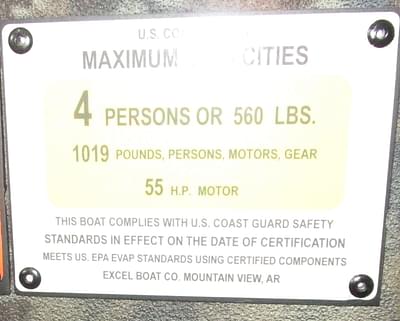 U.S. CO
MAXIMUM CITIES
4 PERSONS OR 560 LBS.
1019 POUNDS, PERSONS, MOTORS, GEAR
55 H.P. MOTOR
THIS BOAT COMPLIES WITH U.S. COAST GUARD SAFETY
STANDARDS IN EFFECT ON THE DATE OF CERTIFICATION
MEETS U.S. EPA EVAP STANDARDS USING CERTIFIED COMPONENTS
EXCEL BOAT CO. MOUNTAIN VIEW, AR